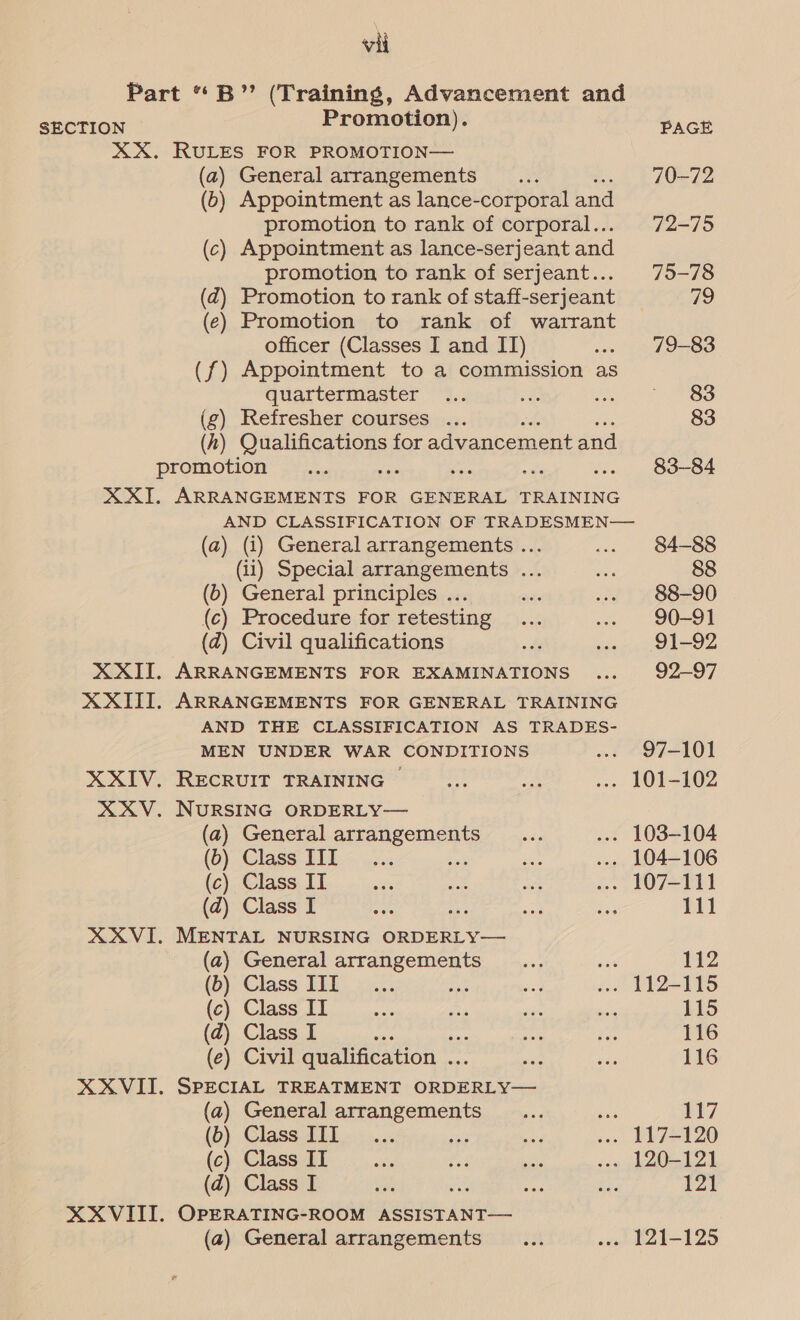 vii
Part “B” (Training, Advancement and
SECTION Promotion). PAGE
XX. RULES FOR PROMOTION—
(a) General arrangements ... ... 70–72
(b) Appointment as lance-corporal and
promotion to rank of corporal... 72–75
(c) Appointment as lance-serjeant and
promotion to rank of serjeant... 75–78
(d) Promotion to rank of staff-serjeant 79
(e) Promotion to rank of warrant
officer (Classes I and II) ... 79–83
(f) Appointment to a commission as
quartermaster ... ... ... 83
(g) Refresher courses ... ... ... 83
(h) Qualifications for advancement and
promotion ... ... ... ... ... 83–84
XXI. ARRANGEMENTS FOR GENERAL TRAINING
AND CLASSIFICATION OF TRADESMEN—
(a) (i) General arrangements ... ... 84–88
(ii) Special arrangements ... ... 88
(b) General principles ... ... ... 88–90
(c) Procedure for retesting ... ... 90–91
(d) Civil qualifications ... ... 91–92
XXII. ARRANGEMENTS FOR EXAMINATIONS ... 92–97
XXIII. ARRANGEMENTS FOR GENERAL TRAINING
AND THE CLASSIFICATION AS TRADES-
MEN UNDER WAR CONDITIONS ... 97–101
XXIV. RECRUIT TRAINING ... ... ... 101–102
XXV. NURSING ORDERLY—
(a) General arrangements ... ... 103–104
(b) Class III ... ... ... ... 104–106
(c) Class II ... ... ... ... 107–111
(d) Class I ... ... ... ... 111
XXVI. MENTAL NURSING ORDERLY—
(a) General arrangements ... ... 112
(b) Class III ... ... ... ... 112–115
(c) Class II ... ... ... ... 115
(d) Class I ... ... ... ... 116
(e) Civil qualification ... ... ... 116
XXVII. SPECIAL TREATMENT ORDERLY—
(a) General arrangements ... ... 117
(b) Class III ... ... ... ... 117–120
(c) Class II ... ... ... ... 120–121
(d) Class I ... ... ... ... 121
XXVIII. OPERATING-ROOM ASSISTANT—
(a) General arrangements ... ... 121–125